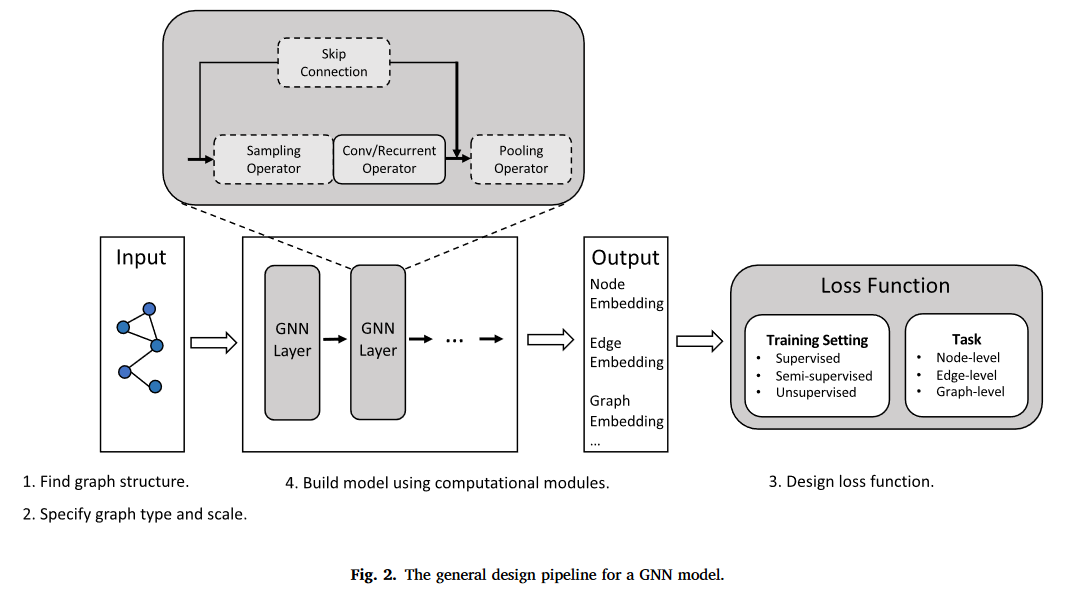 Skip
Connection
Sampling
Operator
Conv/Recurrent
Operator
Pooling
Operator
Input
GNN
Layer
GNN
Layer
...
Output
Node
Embedding
Edge
Embedding
Graph
Embedding
...
Loss Function
Training Setting
• Supervised
• Semi-supervised
• Unsupervised
Task
• Node-level
• Edge-level
• Graph-level
1. Find graph structure.
2. Specify graph type and scale.
4. Build model using computational modules.
3. Design loss function.
Fig. 2. The general design pipeline for a GNN model.